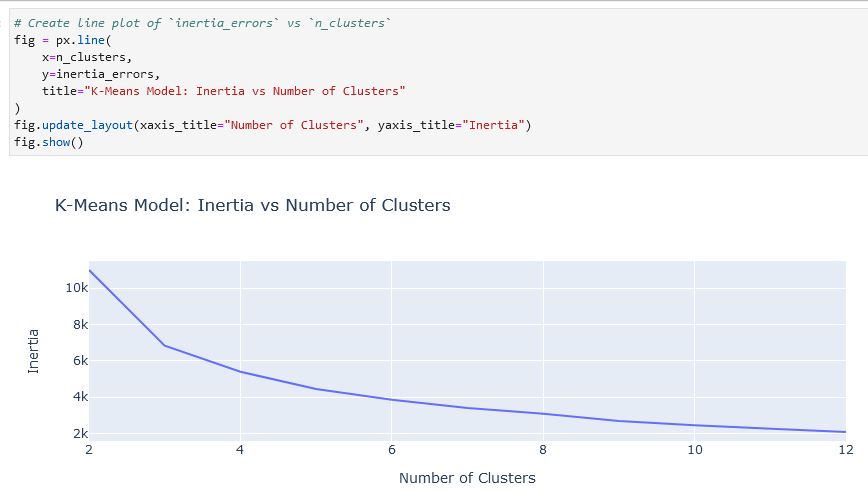 # Create line plot of `inertia_errors` vs `n_clusters`
fig = px.line(
    x=n_clusters,
    y=inertia_errors,
    title="K-Means Model: Inertia vs Number of Clusters"
)
fig.update_layout(xaxis_title="Number of Clusters", yaxis_title="Inertia")
fig.show()
K-Means Model: Inertia vs Number of Clusters
10k
8k
6k
4k
2k
Inertia
2 4 6 8 10 12
Number of Clusters